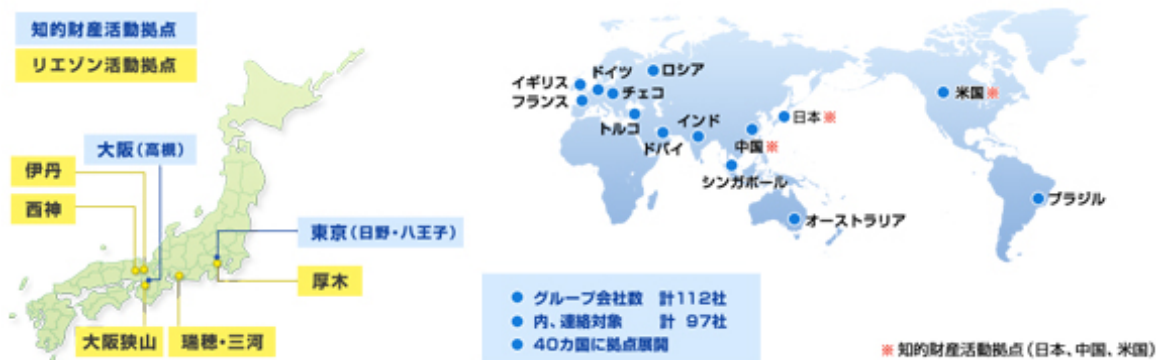 知的財産活動拠点
リエゾン活動拠点
大阪(高槻)
伊丹
西神
東京(日野・八王子)
厚木
大阪狭山
瑞穂・三河
イギリス
ドイツ
ロシア
フランス
チェコ
トルコ
インド
ドバイ
中国※
日本※
シンガポール
オーストラリア
米国※
ブラジル
● グループ会社数 計112社
● 内、連絡対象 計 97社
● 40カ国に拠点展開
※ 知的財産活動拠点(日本、中国、米国)